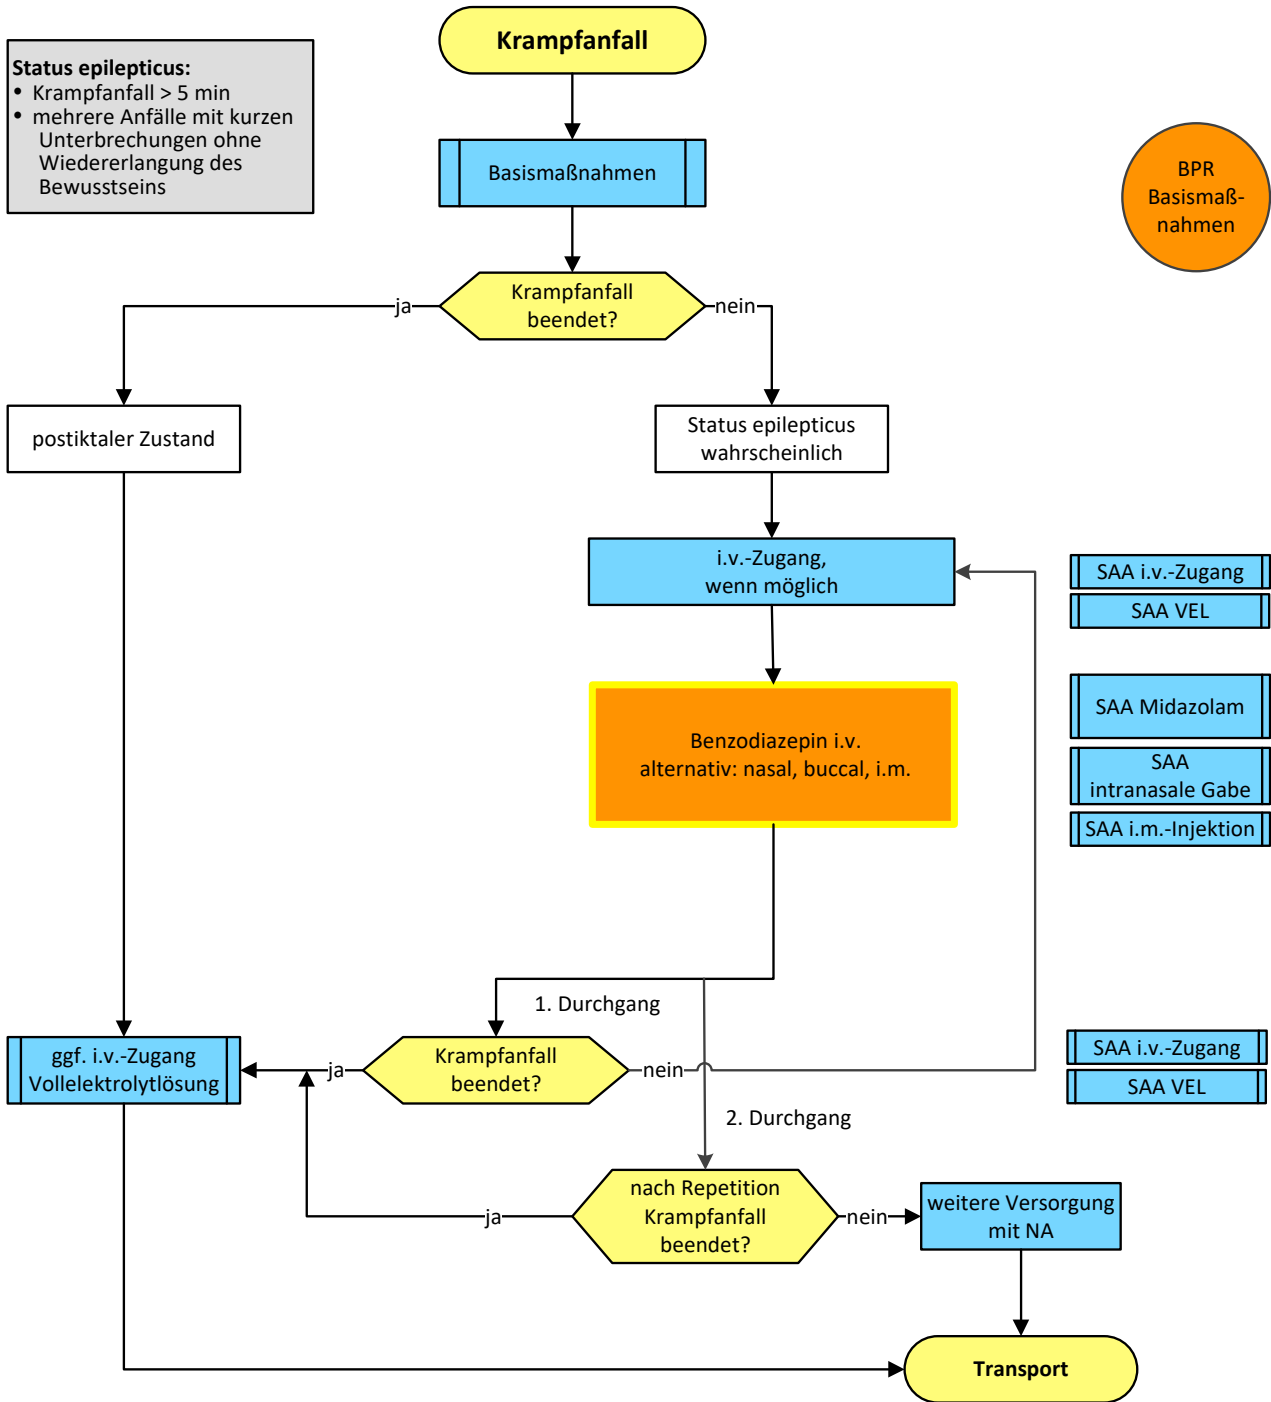 Krampfanfall
Status epilepticus:
• Krampfanfall > 5 min
• mehrere Anfälle mit kurzen
Unterbrechungen ohne
Wiedererlangung des
Bewusstseins
Basismaßnahmen
BPR
Basismaß-
nahmen
Krampfanfall
beendet?
ja
nein
postiktaler Zustand
Status epilepticus
wahrscheinlich
i.v.-Zugang,
wenn möglich
SAA i.v.-Zugang
SAA VEL
Benzodiazepin i.v.
alternativ: nasal, buccal, i.m.
SAA Midazolam
SAA
intranasale Gabe
SAA i.m.-Injektion
1. Durchgang
ggf. i.v.-Zugang
Vollelektrolytlösung
ja
Krampfanfall
beendet?
nein
SAA i.v.-Zugang
SAA VEL
2. Durchgang
ja
nach Repetition
Krampfanfall
beendet?
nein
weitere Versorgung
mit NA
Transport